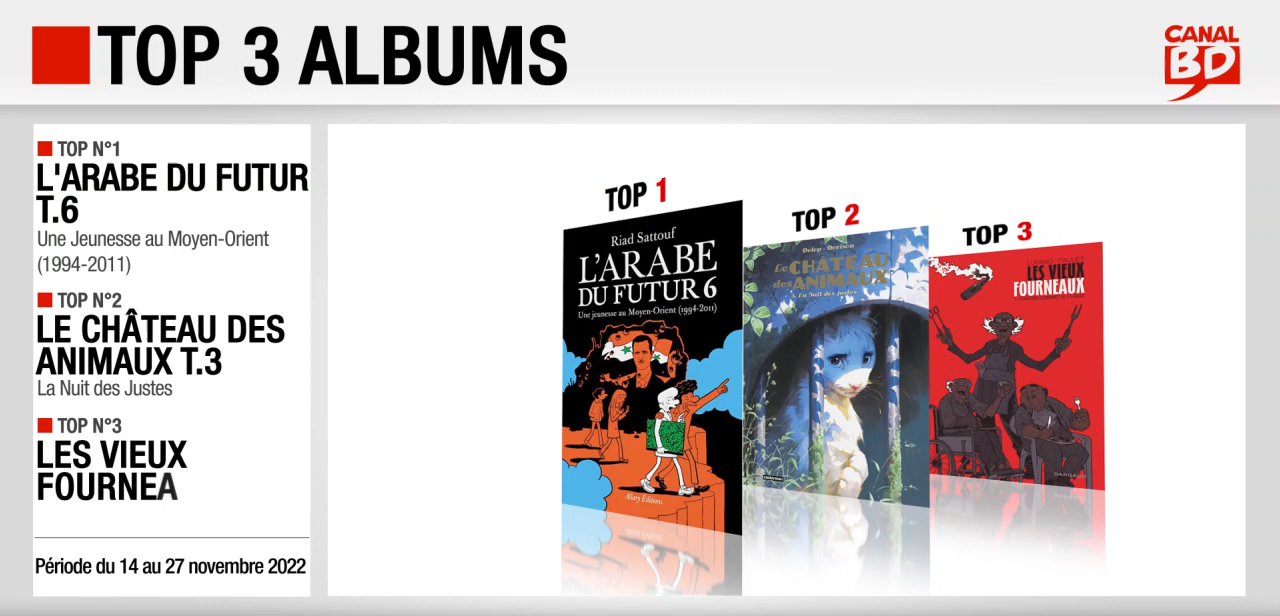 TOP 3 ALBUMS
CANAL
BD
TOP N°1
L'ARABE DU FUTUR
T.6
Une Jeunesse au Moyen-Orient
(1994-2011)
TOP N°2
LE CHÂTEAU DES
ANIMAUX T.3
La Nuit des Justes
TOP N°3
LES VIEUX
FOURNEA
Période du 14 au 27 novembre 2022
TOP 1
Riad Sattouf
L'ARABE
DU FUTUR 6
Une jeunesse au Moyen-Orient (1994-2011)
Allary Éditions
TOP 2
Delep - Dorison
Le CHÂTEAU
des ANIMAUX
La Nuit des Justes
casterman
TOP 3
LES VIEUX
FOURNEAUX
DARGAUD